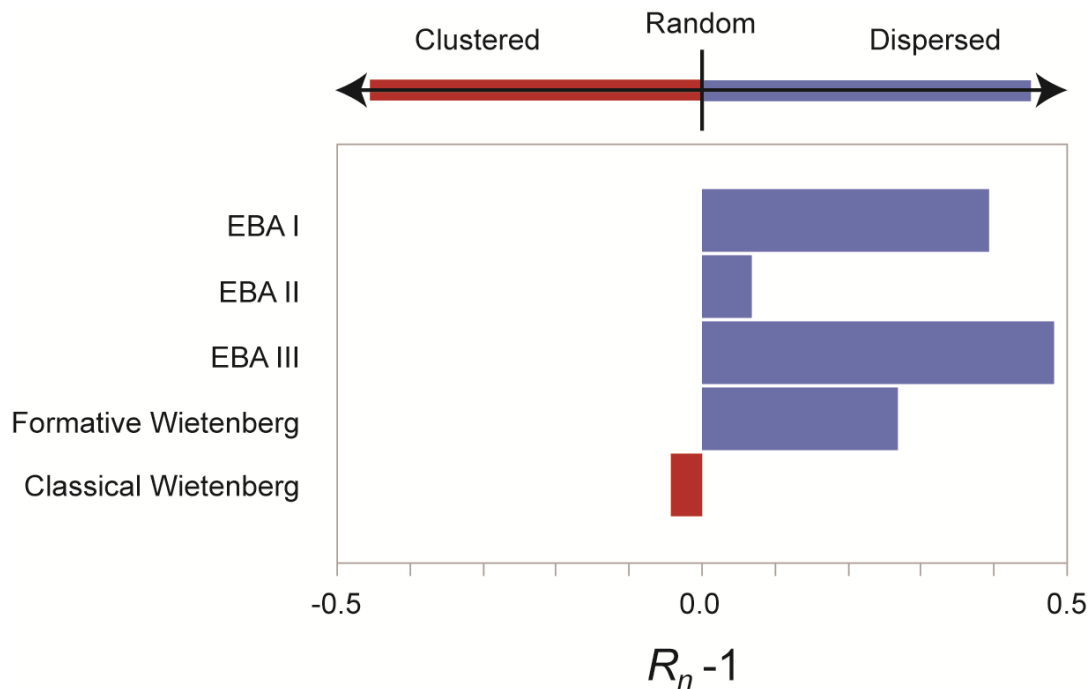 Clustered
Random
Dispersed
EBA I
EBA II
EBA III
Formative Wietenberg
Classical Wietenberg
-0.5
0.0
0.5
Rn -1